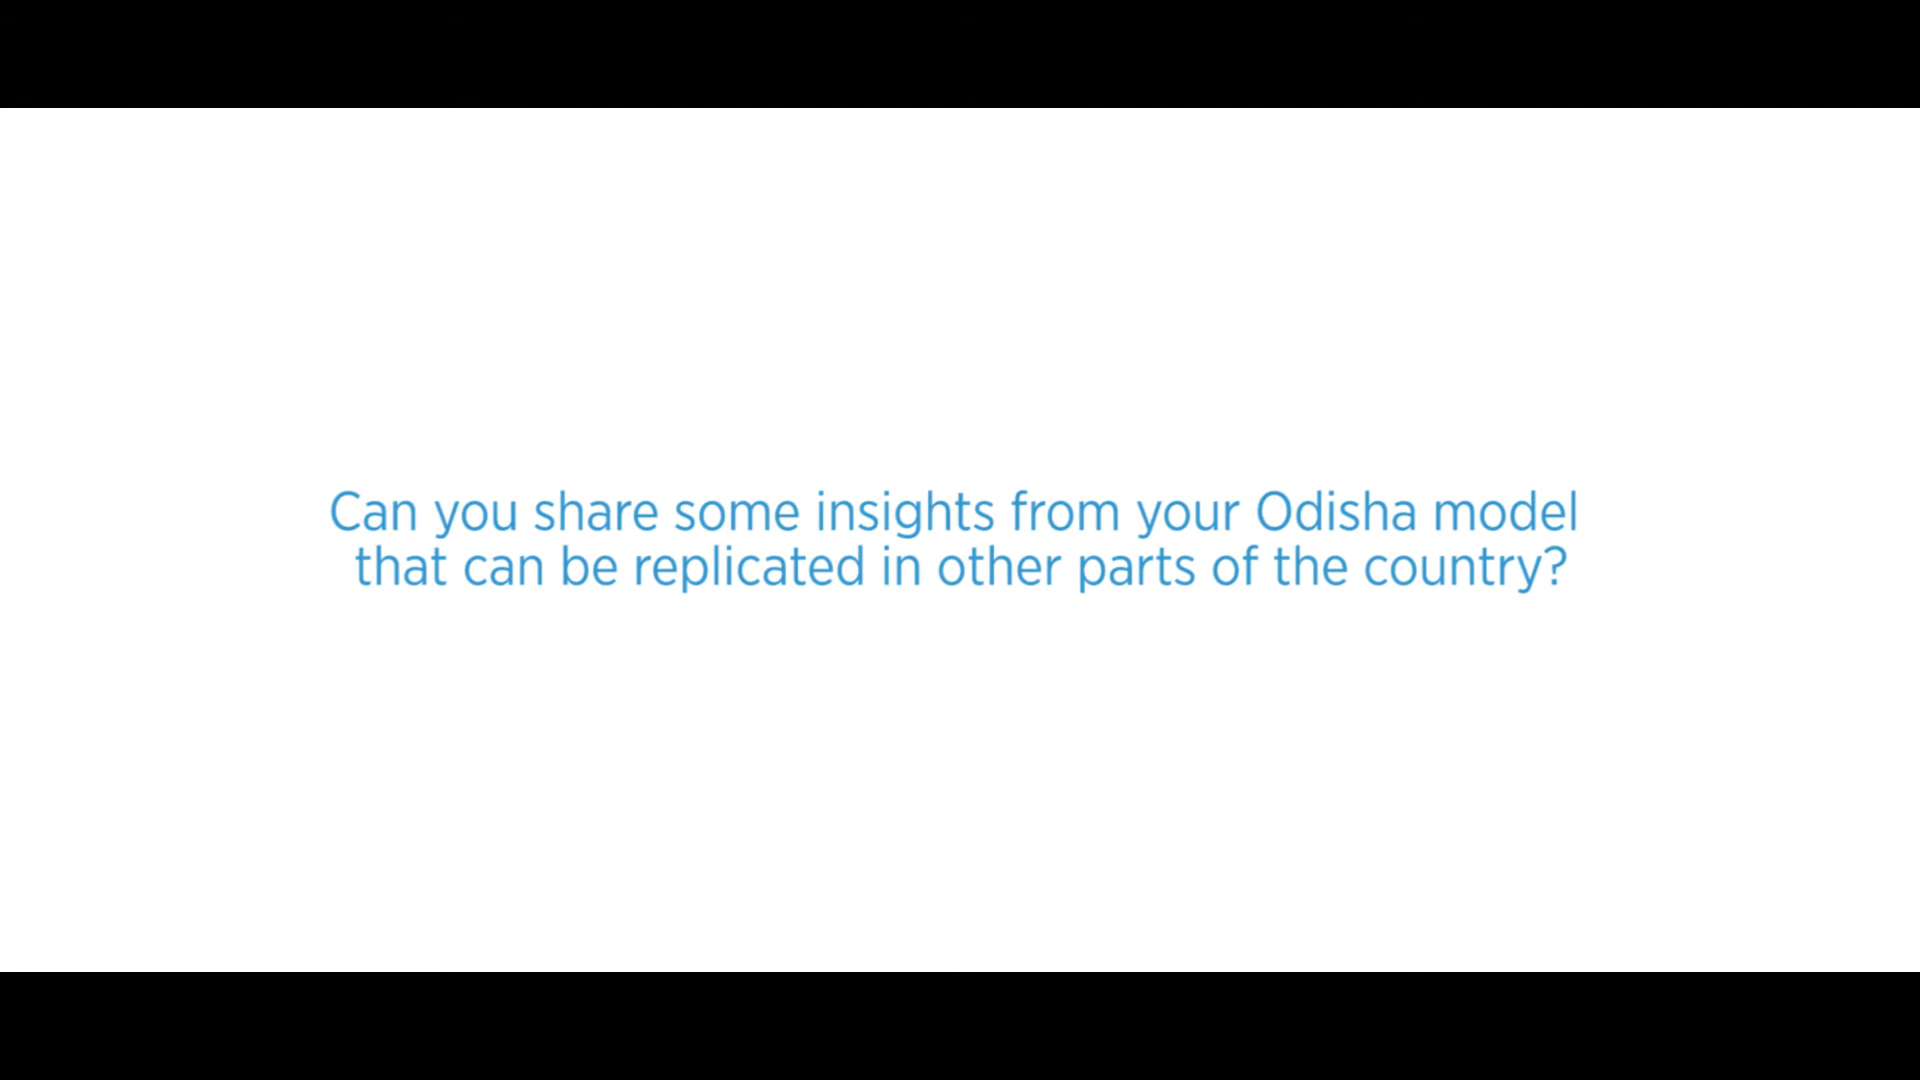 Can you share some insights from your Odisha model
that can be replicated in other parts of the country?